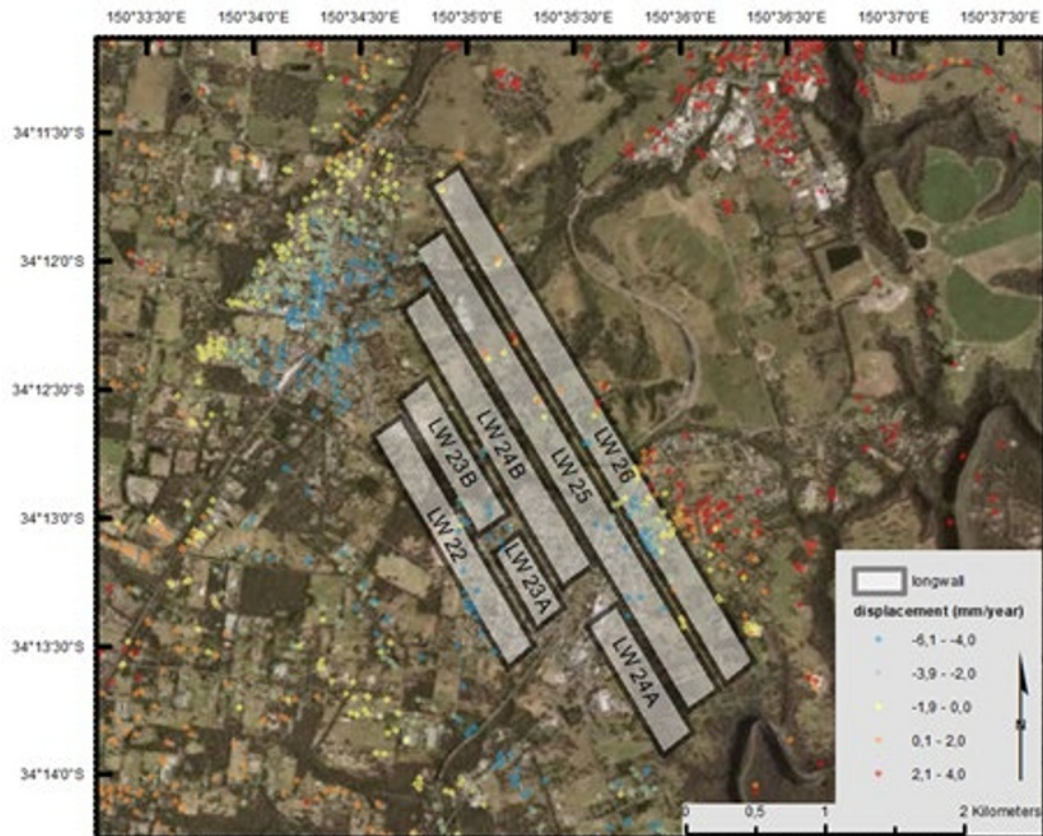 150°33'30"E 150°34'0"E 150°34'30"E 150°35'0"E 150°35'30"E 150°36'0"E 150°36'30"E 150°37'0"E 150°37'30"E
34°11'30"S
34°12'0"S
34°12'30"S
34°13'0"S
34°13'30"S
34°14'0"S
LW 26
LW 25
LW 24B
LW 23B
LW 22
LW 23A
LW 24A
longwall
displacement (mm/year)
-6,1 - -4,0
-3,9 - -2,0
-1,9 - 0,0
0,1 - 2,0
2,1 - 4,0
N
0 0,5 1 2 Kilometers